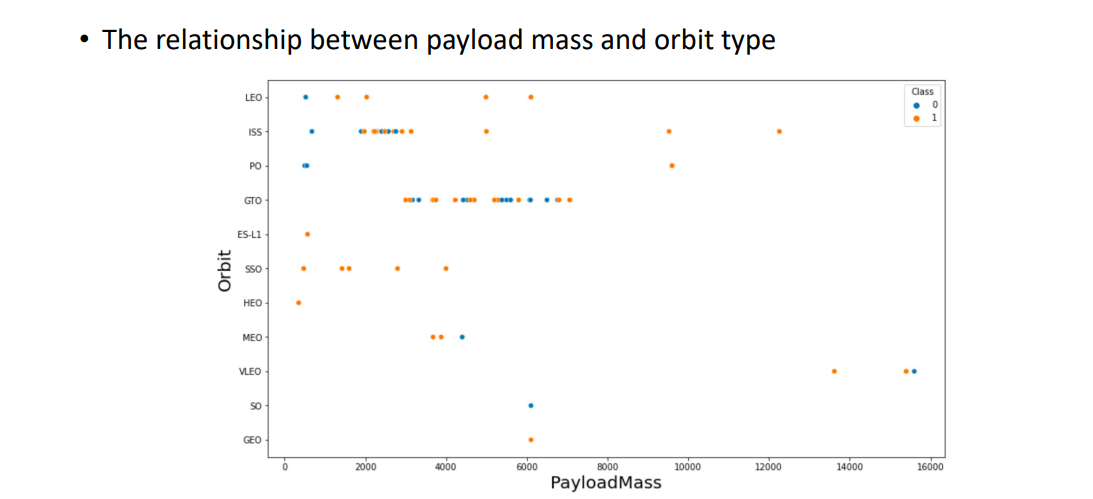 • The relationship between payload mass and orbit type
Class
0
1
LEO
ISS
PO
GTO
ES-L1
SSO
HEO
MEO
VLEO
SO
GEO
Orbit
0 2000 4000 6000 8000 10000 12000 14000 16000
PayloadMass